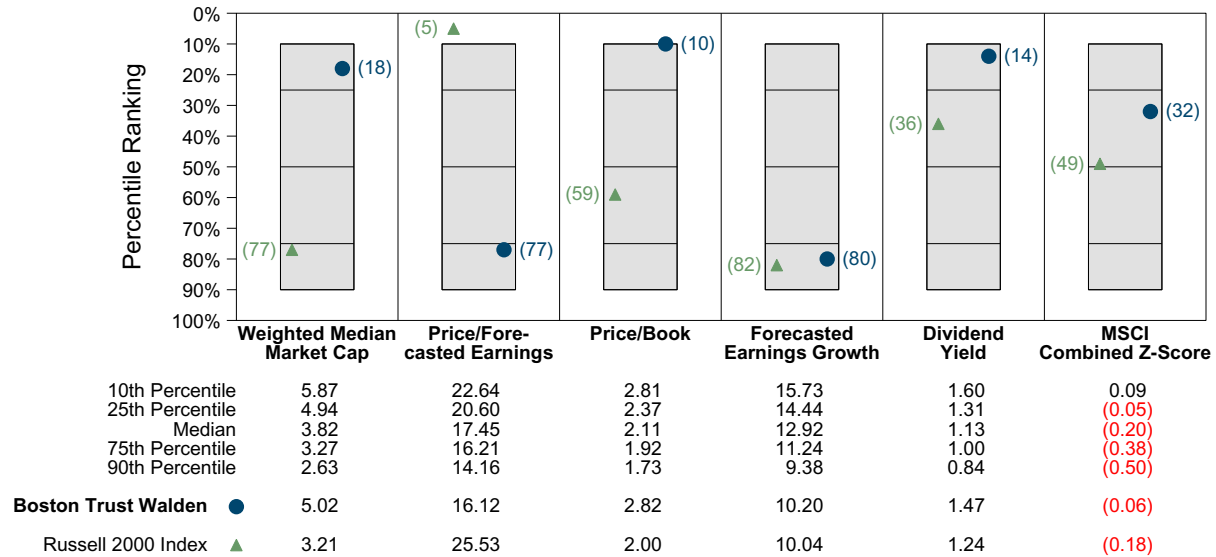 Percentile Ranking
0%
10%
20%
30%
40%
50%
60%
70%
80%
90%
100%
(5)
(10)
(14)
(18)
(32)
(36)
(49)
(59)
(77)
(77)
(80)
(82)
Weighted Median Market Cap
Price/Fore-casted Earnings
Price/Book
Forecasted Earnings Growth
Dividend Yield
MSCI Combined Z-Score
10th Percentile 5.87 22.64 2.81 15.73 1.60 0.09
25th Percentile 4.94 20.60 2.37 14.44 1.31 (0.05)
Median 3.82 17.45 2.11 12.92 1.13 (0.20)
75th Percentile 3.27 16.21 1.92 11.24 1.00 (0.38)
90th Percentile 2.63 14.16 1.73 9.38 0.84 (0.50)
Boston Trust Walden 5.02 16.12 2.82 10.20 1.47 (0.06)
Russell 2000 Index 3.21 25.53 2.00 10.04 1.24 (0.18)